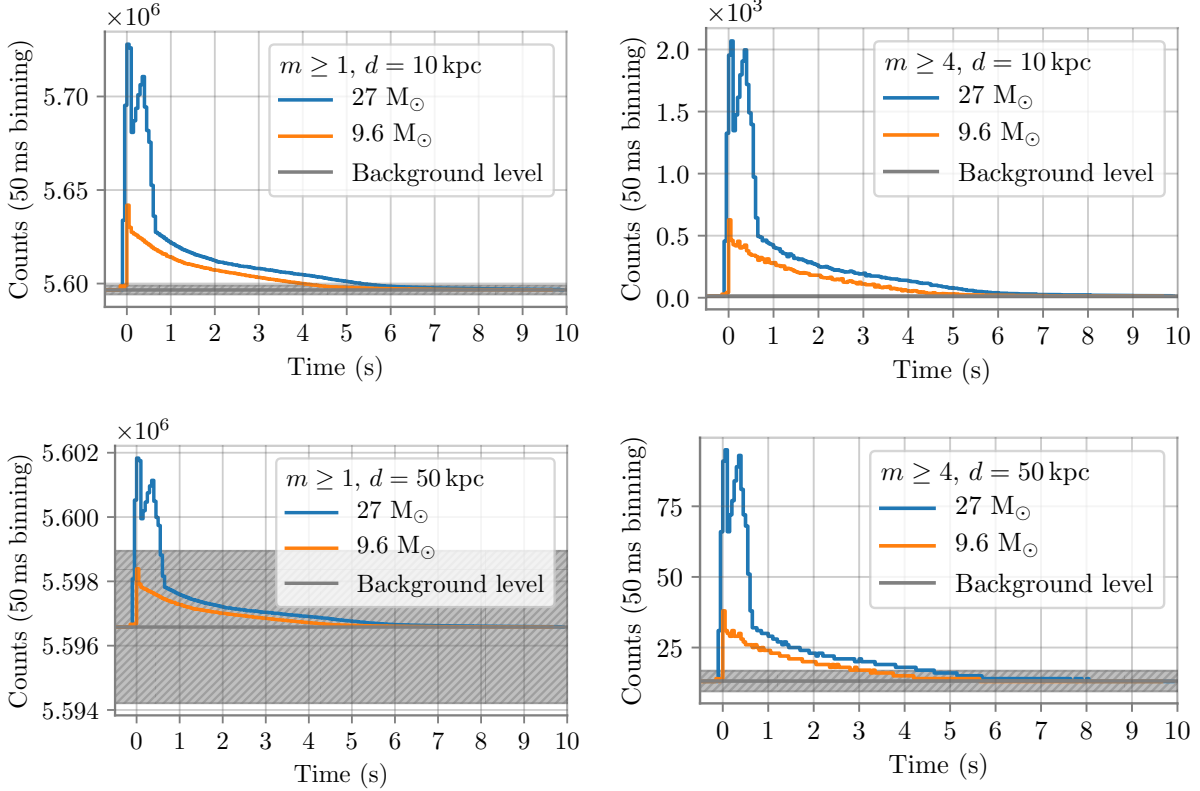 ×10⁶
Counts (50 ms binning)
5.70
5.65
5.60
m ≥ 1, d = 10 kpc
27 M⊙
9.6 M⊙
Background level
0 1 2 3 4 5 6 7 8 9 10
Time (s)
×10³
Counts (50 ms binning)
2.0
1.5
1.0
0.5
0.0
m ≥ 4, d = 10 kpc
27 M⊙
9.6 M⊙
Background level
0 1 2 3 4 5 6 7 8 9 10
Time (s)
×10⁶
Counts (50 ms binning)
5.602
5.600
5.598
5.596
5.594
m ≥ 1, d = 50 kpc
27 M⊙
9.6 M⊙
Background level
0 1 2 3 4 5 6 7 8 9 10
Time (s)
Counts (50 ms binning)
75
50
25
m ≥ 4, d = 50 kpc
27 M⊙
9.6 M⊙
Background level
0 1 2 3 4 5 6 7 8 9 10
Time (s)